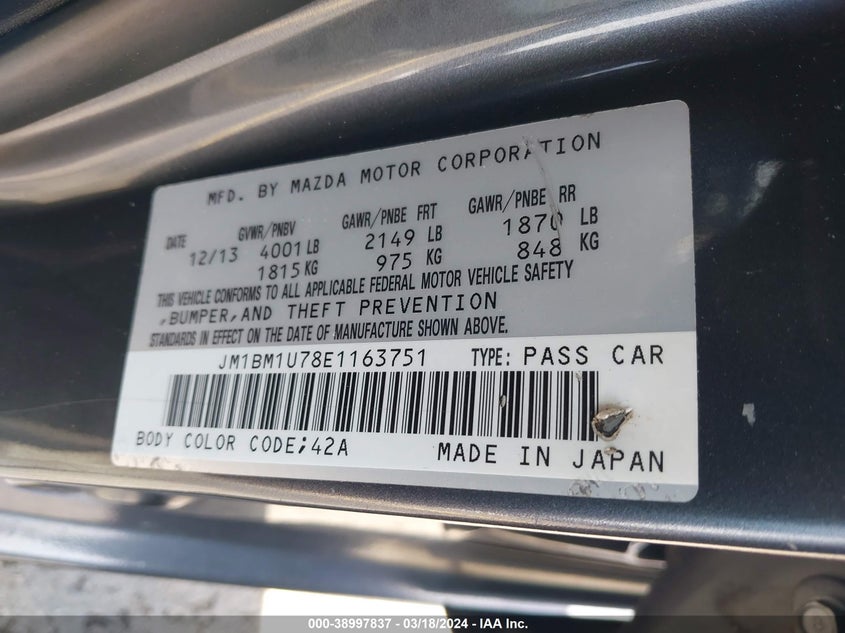 MFD. BY MAZDA MOTOR CORPORATION
DATE GVWR/PNBV GAWR/PNBE FRT GAWR/PNBE RR
12/13 4001 LB 2149 LB 1870 LB
1815 KG 975 KG 848 KG
THIS VEHICLE CONFORMS TO ALL APPLICABLE FEDERAL MOTOR VEHICLE SAFETY
,BUMPER,AND THEFT PREVENTION
STANDARDS IN EFFECT ON THE DATE OF MANUFACTURE SHOWN ABOVE.
JM1BM1U78E1163751 TYPE: PASS CAR
BODY COLOR CODE;42A MADE IN JAPAN
000-38997837 - 03/18/2024 - IAA Inc.